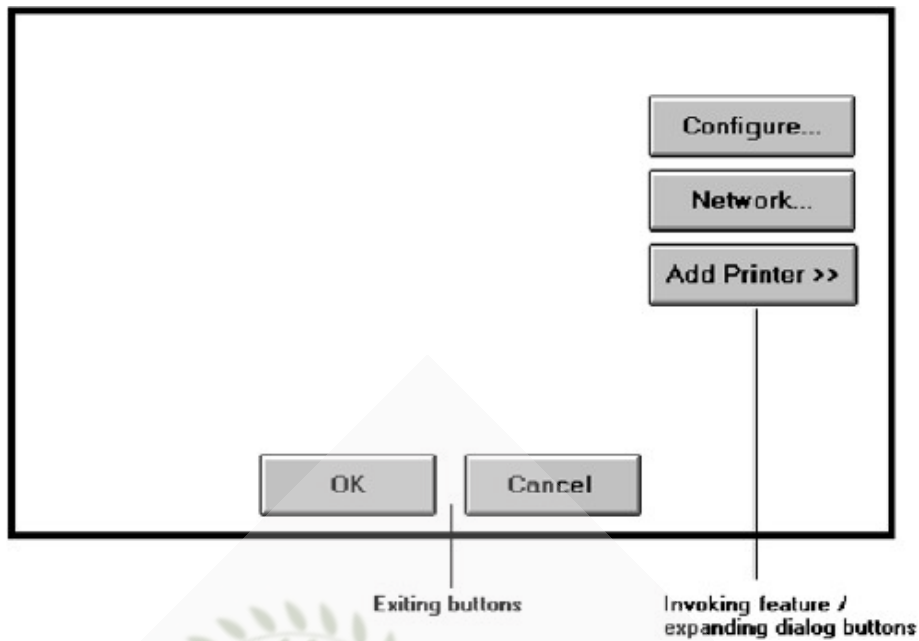 Configure...
Network...
Add Printer >>
OK
Cancel
Exiting buttons
Invoking feature /
expanding dialog buttons